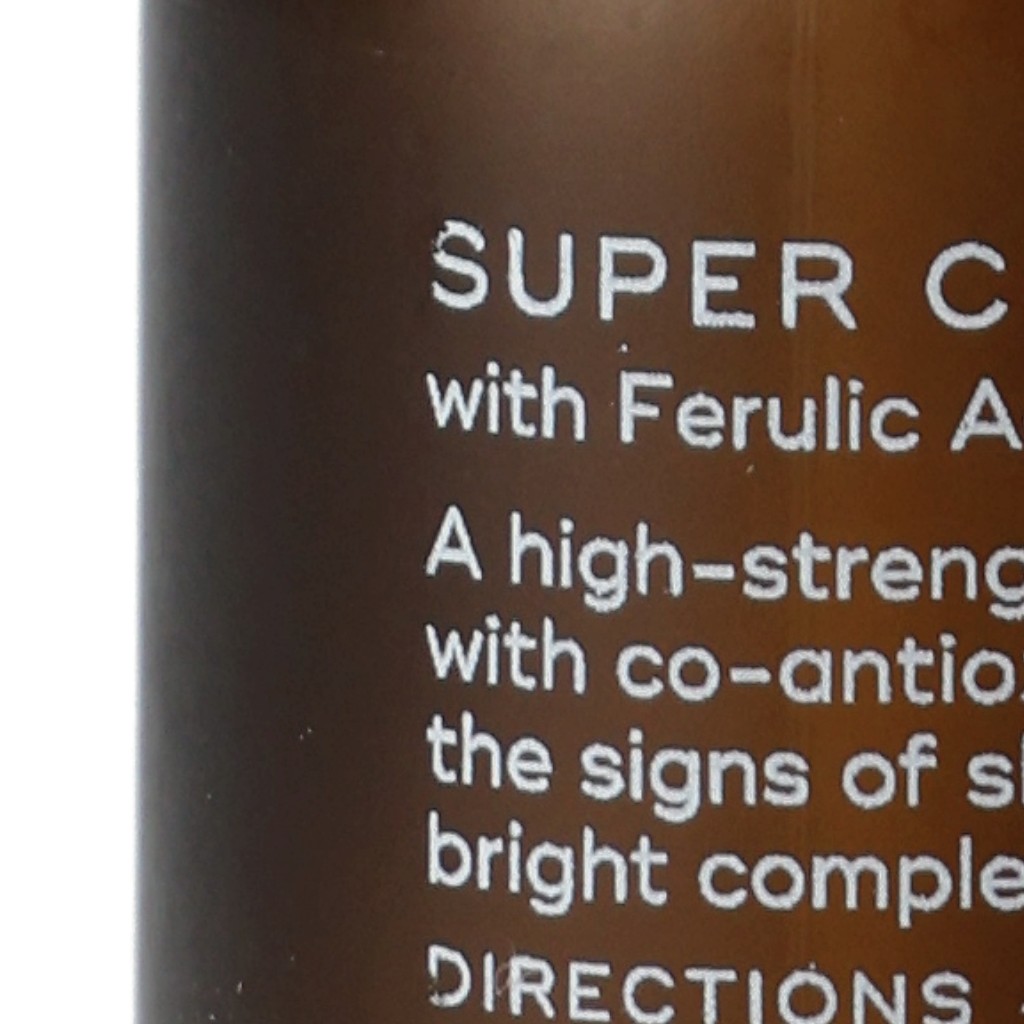 SUPER C
with Ferulic A
A high-streng
with co-antio
the signs of s
bright comple
DIRECTIONS